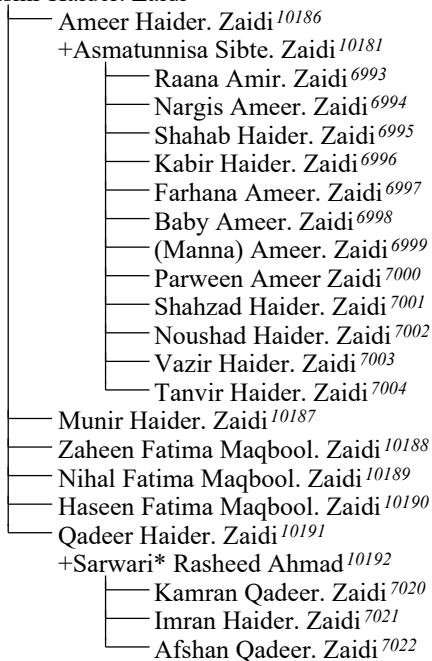 Ameer Haider. Zaidi 10186
+Asmatunnisa Sibte. Zaidi 10181
Raana Amir. Zaidi 6993
Nargis Ameer. Zaidi 6994
Shahab Haider. Zaidi 6995
Kabir Haider. Zaidi 6996
Farhana Ameer. Zaidi 6997
Baby Ameer. Zaidi 6998
(Manna) Ameer. Zaidi 6999
Parween Ameer Zaidi 7000
Shahzad Haider. Zaidi 7001
Noushad Haider. Zaidi 7002
Vazir Haider. Zaidi 7003
Tanvir Haider. Zaidi 7004
Munir Haider. Zaidi 10187
Zaheen Fatima Maqbool. Zaidi 10188
Nihal Fatima Maqbool. Zaidi 10189
Haseen Fatima Maqbool. Zaidi 10190
Qadeer Haider. Zaidi 10191
+Sarwari* Rasheed Ahmad 10192
Kamran Qadeer. Zaidi 7020
Imran Haider. Zaidi 7021
Afshan Qadeer. Zaidi 7022